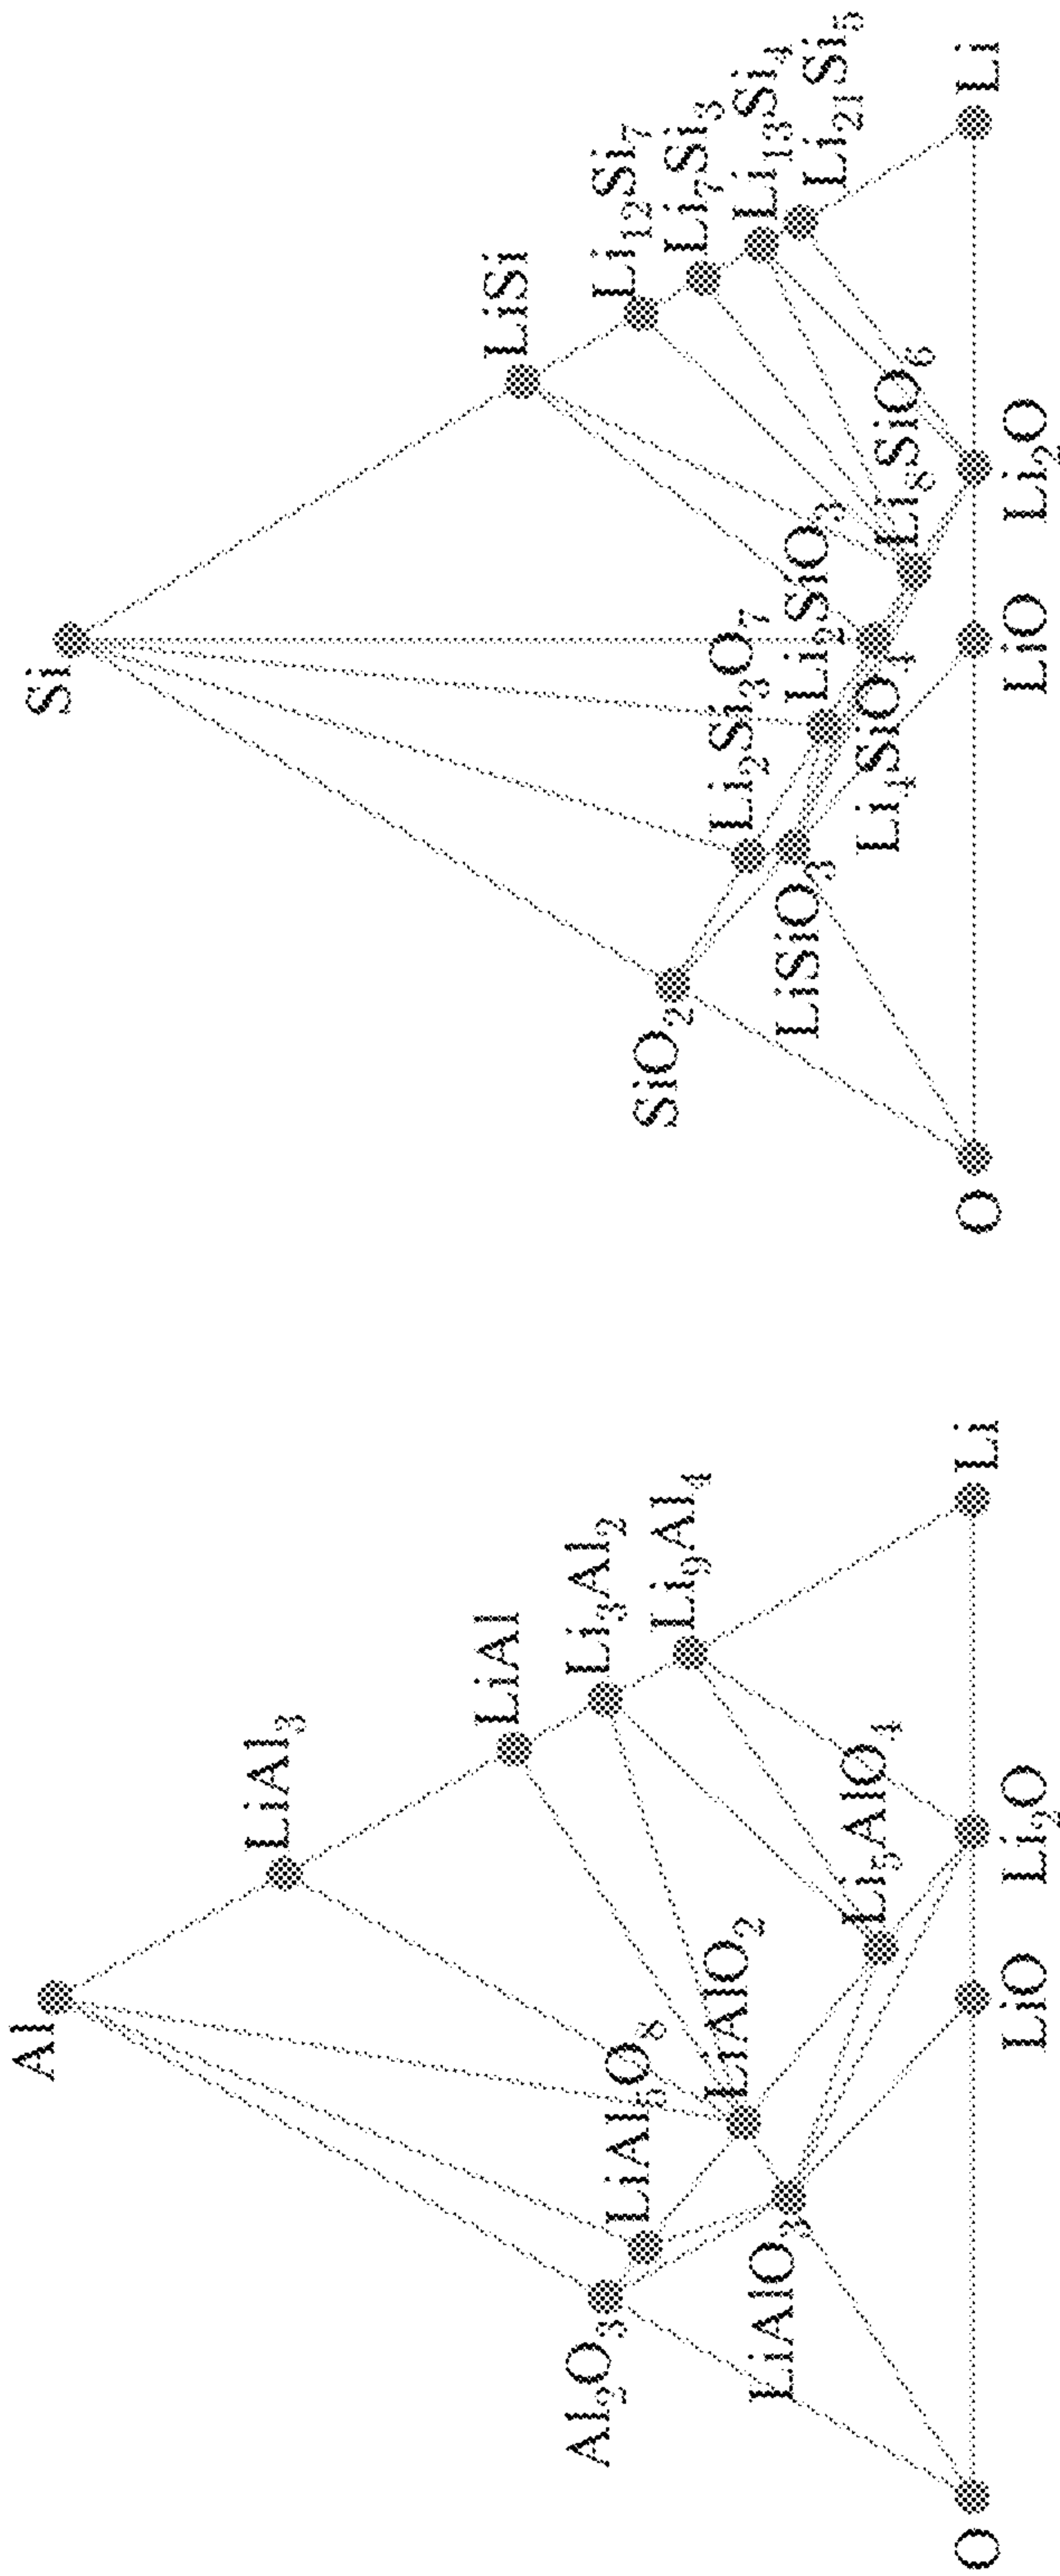 Al
LiAl₃
LiAl
Li₃Al₂
Li₉Al₄
Al₂O₃
LiAl₅O₈
LiAlO₂
LiAlO₃
Li₅AlO₄
O
LiO
Li₂O
Li
Si
LiSi
Li₁₂Si₇
Li₇Si₃
Li₁₃Si₄
Li₂₁Si₅
SiO₂
Li₂Si₃O₇
Li₂SiO₃
LiSiO₃
Li₄SiO₄
Li₈SiO₆
O
LiO
Li₂O
Li